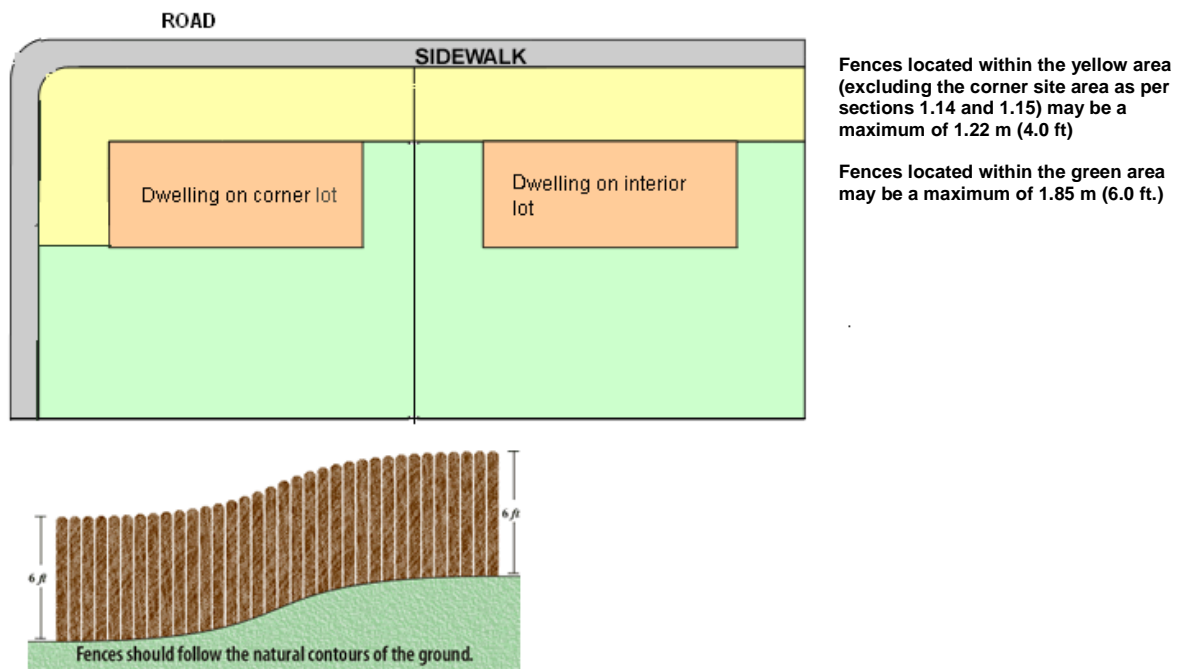 ROAD
SIDEWALK
Fences located within the yellow area
(excluding the corner site area as per
sections 1.14 and 1.15) may be a
maximum of 1.22 m (4.0 ft)
Fences located within the green area
may be a maximum of 1.85 m (6.0 ft.)
Dwelling on corner lot
Dwelling on interior
lot
.
6 ft
6 ft
Fences should follow the natural contours of the ground.